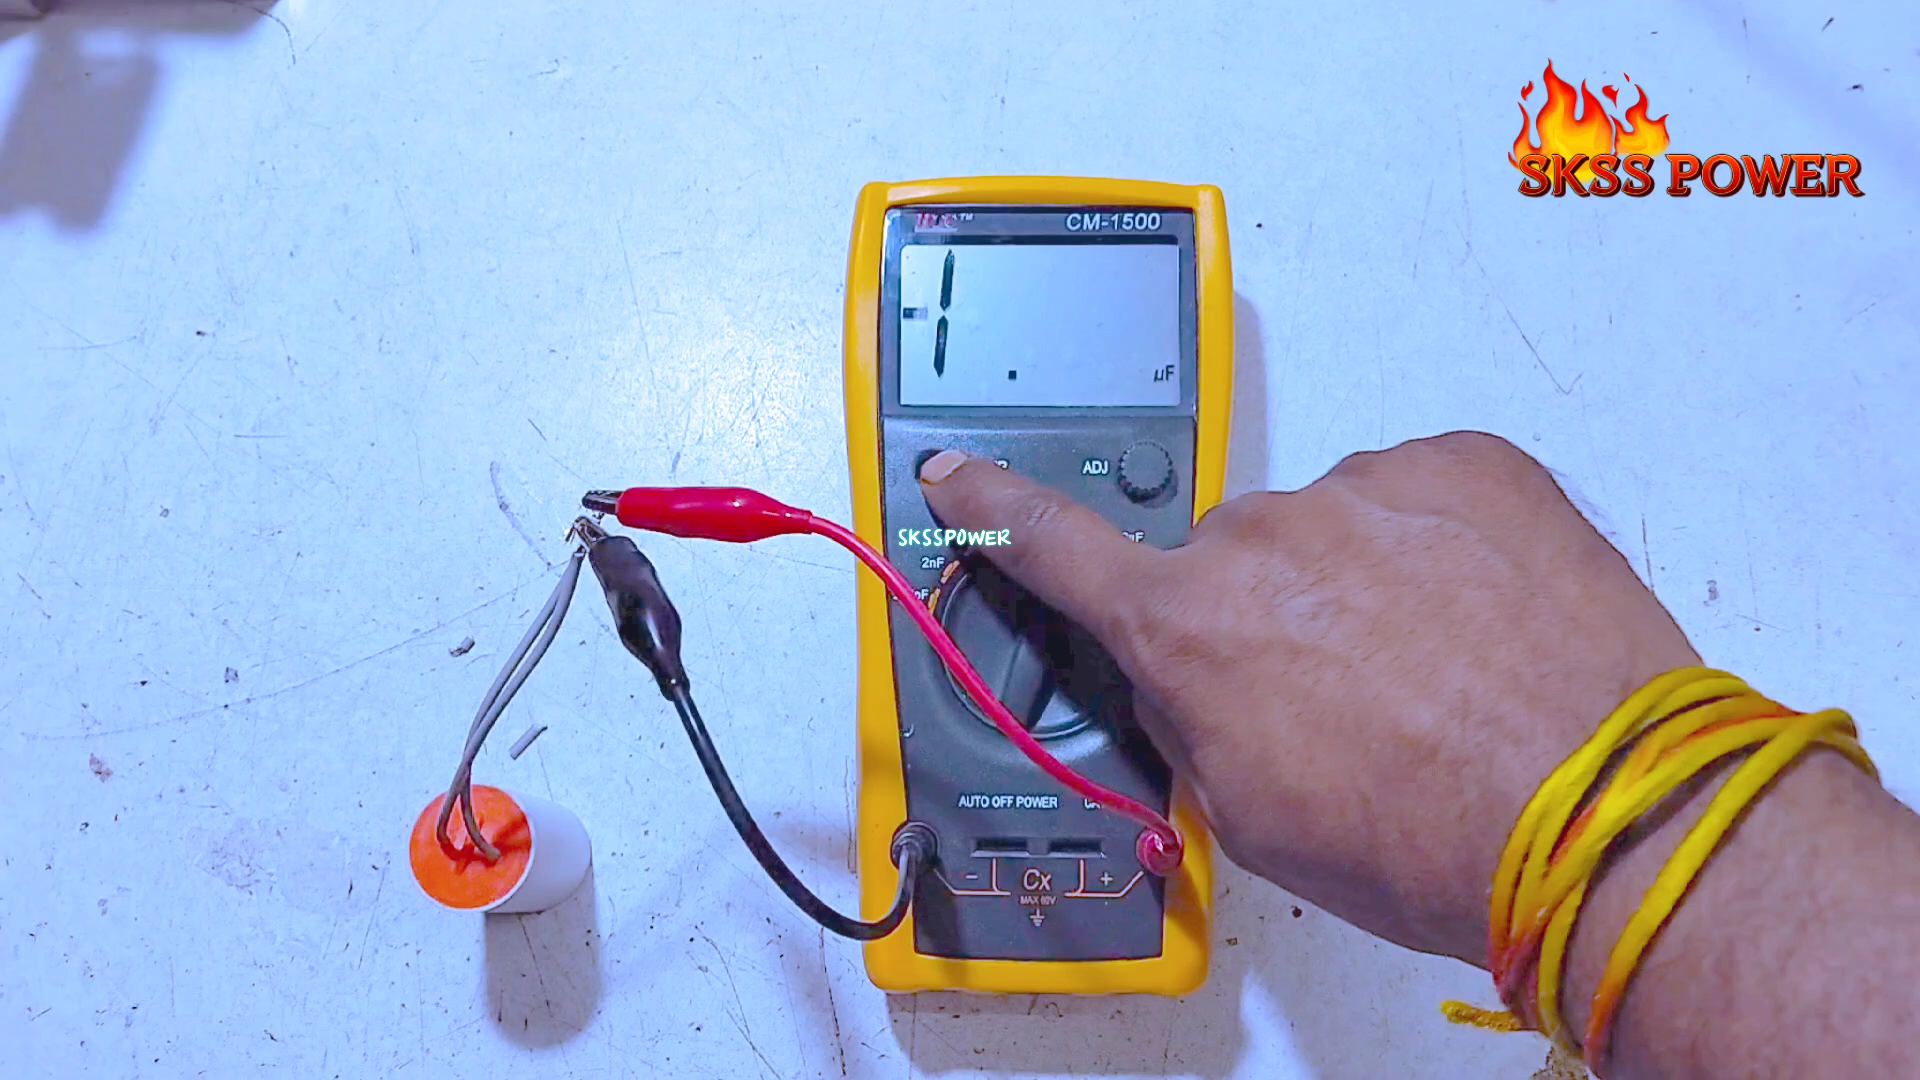 SKSS POWER
CM-1500
1
.
µF
ADJ
SKSSPOWER
2nF
AUTO OFF POWER
- Cx +
MAX 60V